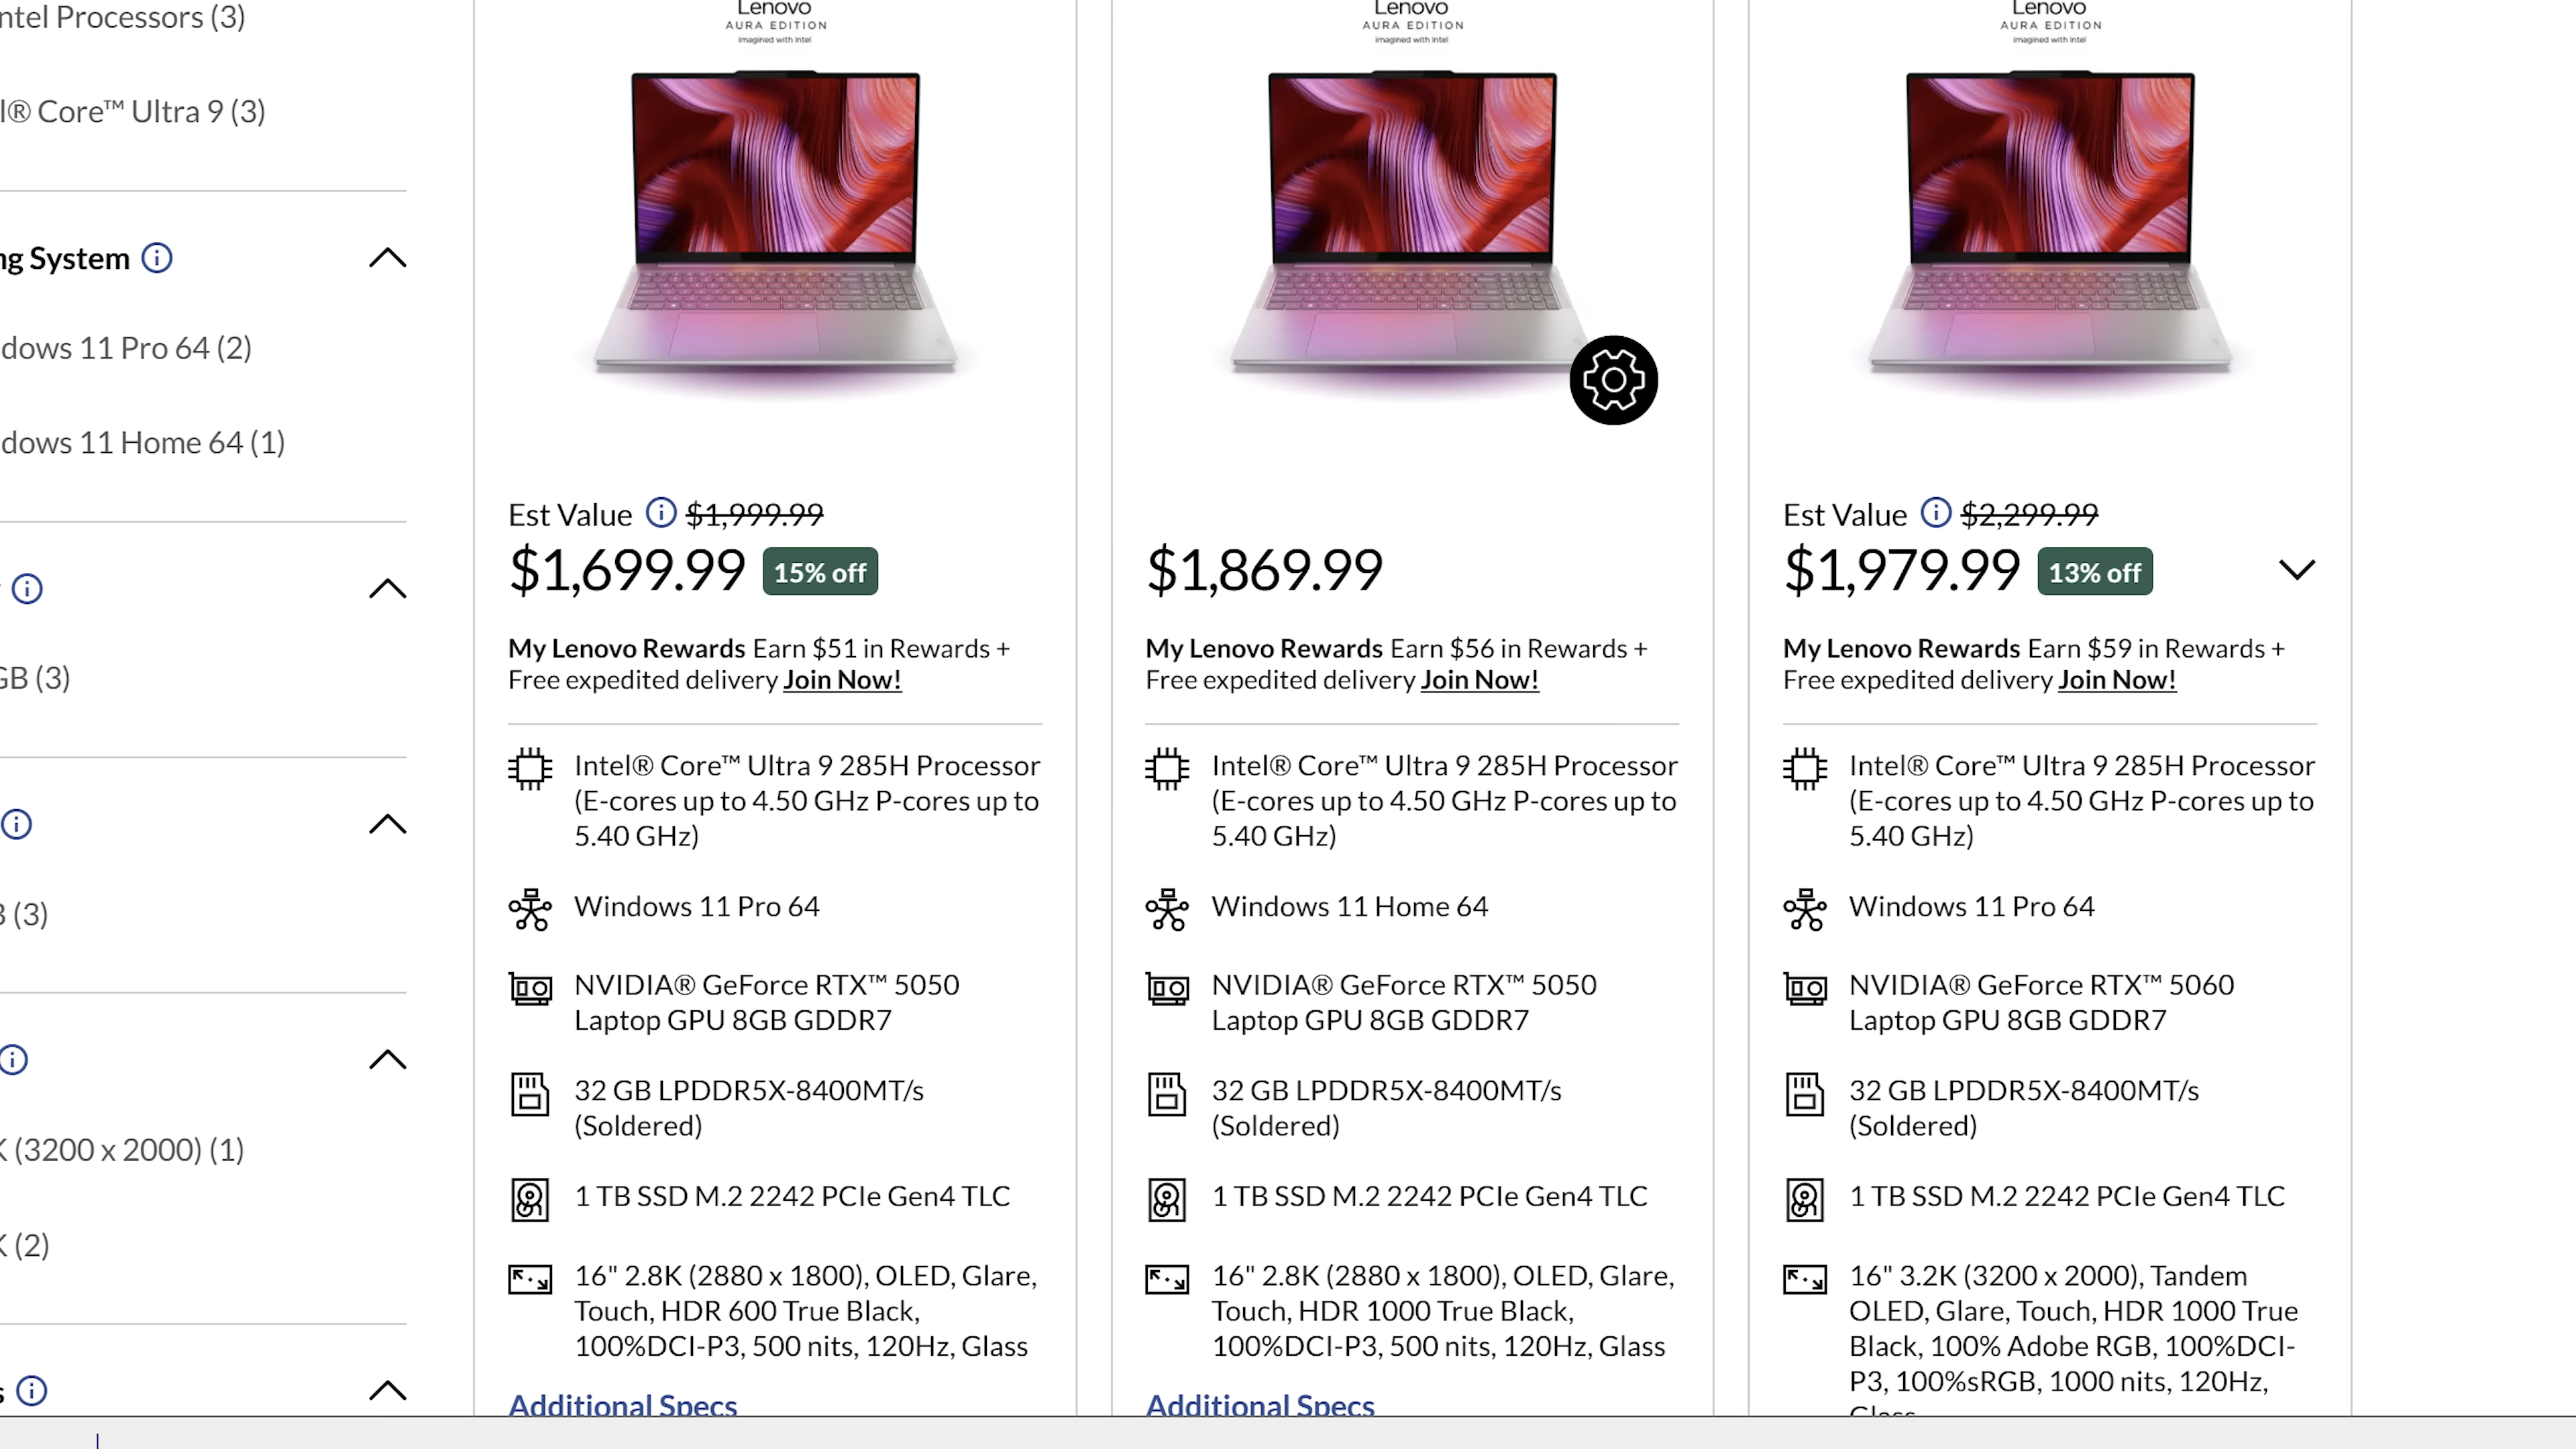 ntel Processors (3)
l® Core™ Ultra 9 (3)
ng System
dows 11 Pro 64 (2)
dows 11 Home 64 (1)
GB (3)
(3)
K (3200 x 2000) (1)
K (2)
s
Lenovo
AURA EDITION
imagined with Intel
Est Value $1,999.99
$1,699.99 15% off
My Lenovo Rewards Earn $51 in Rewards +
Free expedited delivery Join Now!
Intel® Core™ Ultra 9 285H Processor
(E-cores up to 4.50 GHz P-cores up to
5.40 GHz)
Windows 11 Pro 64
NVIDIA® GeForce RTX™ 5050
Laptop GPU 8GB GDDR7
32 GB LPDDR5X-8400MT/s
(Soldered)
1 TB SSD M.2 2242 PCIe Gen4 TLC
16" 2.8K (2880 x 1800), OLED, Glare,
Touch, HDR 600 True Black,
100%DCI-P3, 500 nits, 120Hz, Glass
Additional Specs
Lenovo
AURA EDITION
imagined with Intel
$1,869.99
My Lenovo Rewards Earn $56 in Rewards +
Free expedited delivery Join Now!
Intel® Core™ Ultra 9 285H Processor
(E-cores up to 4.50 GHz P-cores up to
5.40 GHz)
Windows 11 Home 64
NVIDIA® GeForce RTX™ 5050
Laptop GPU 8GB GDDR7
32 GB LPDDR5X-8400MT/s
(Soldered)
1 TB SSD M.2 2242 PCIe Gen4 TLC
16" 2.8K (2880 x 1800), OLED, Glare,
Touch, HDR 1000 True Black,
100%DCI-P3, 500 nits, 120Hz, Glass
Additional Specs
Lenovo
AURA EDITION
imagined with Intel
Est Value $2,299.99
$1,979.99 13% off
My Lenovo Rewards Earn $59 in Rewards +
Free expedited delivery Join Now!
Intel® Core™ Ultra 9 285H Processor
(E-cores up to 4.50 GHz P-cores up to
5.40 GHz)
Windows 11 Pro 64
NVIDIA® GeForce RTX™ 5060
Laptop GPU 8GB GDDR7
32 GB LPDDR5X-8400MT/s
(Soldered)
1 TB SSD M.2 2242 PCIe Gen4 TLC
16" 3.2K (3200 x 2000), Tandem
OLED, Glare, Touch, HDR 1000 True
Black, 100% Adobe RGB, 100%DCI-
P3, 100%sRGB, 1000 nits, 120Hz,
Glass